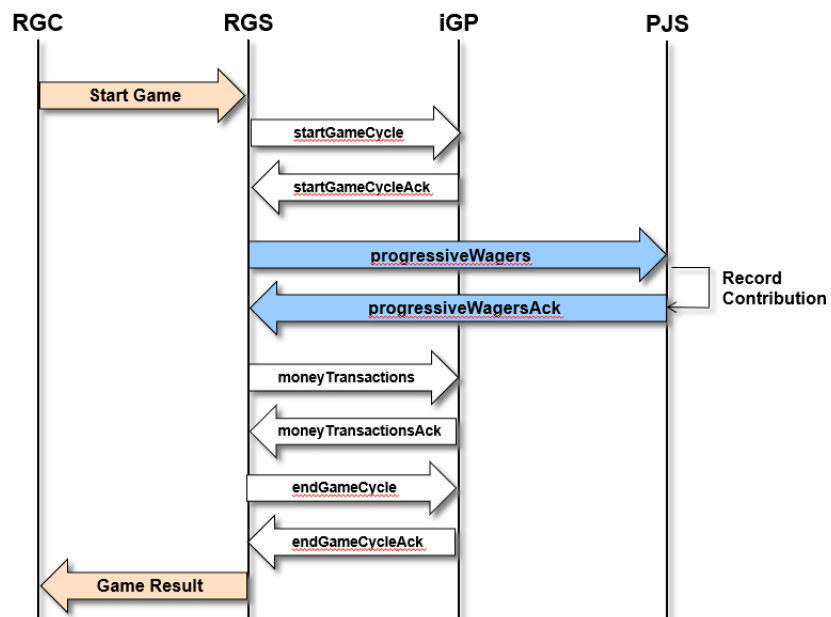 RGC RGS iGP PJS
Start Game
startGameCycle
startGameCycleAck
progressiveWagers
Record
Contribution
progressiveWagersAck
moneyTransactions
moneyTransactionsAck
endGameCycle
endGameCycleAck
Game Result